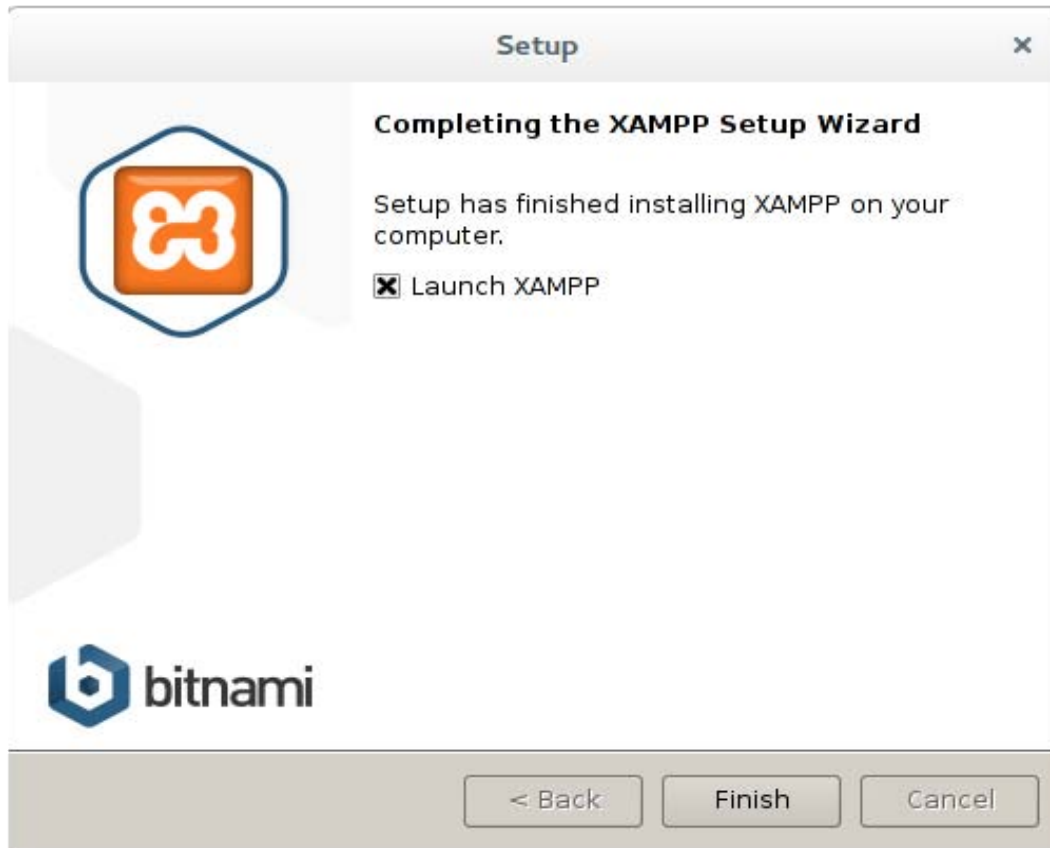 Setup
Completing the XAMPP Setup Wizard
Setup has finished installing XAMPP on your
computer.
Launch XAMPP
bitnami
< Back
Finish
Cancel